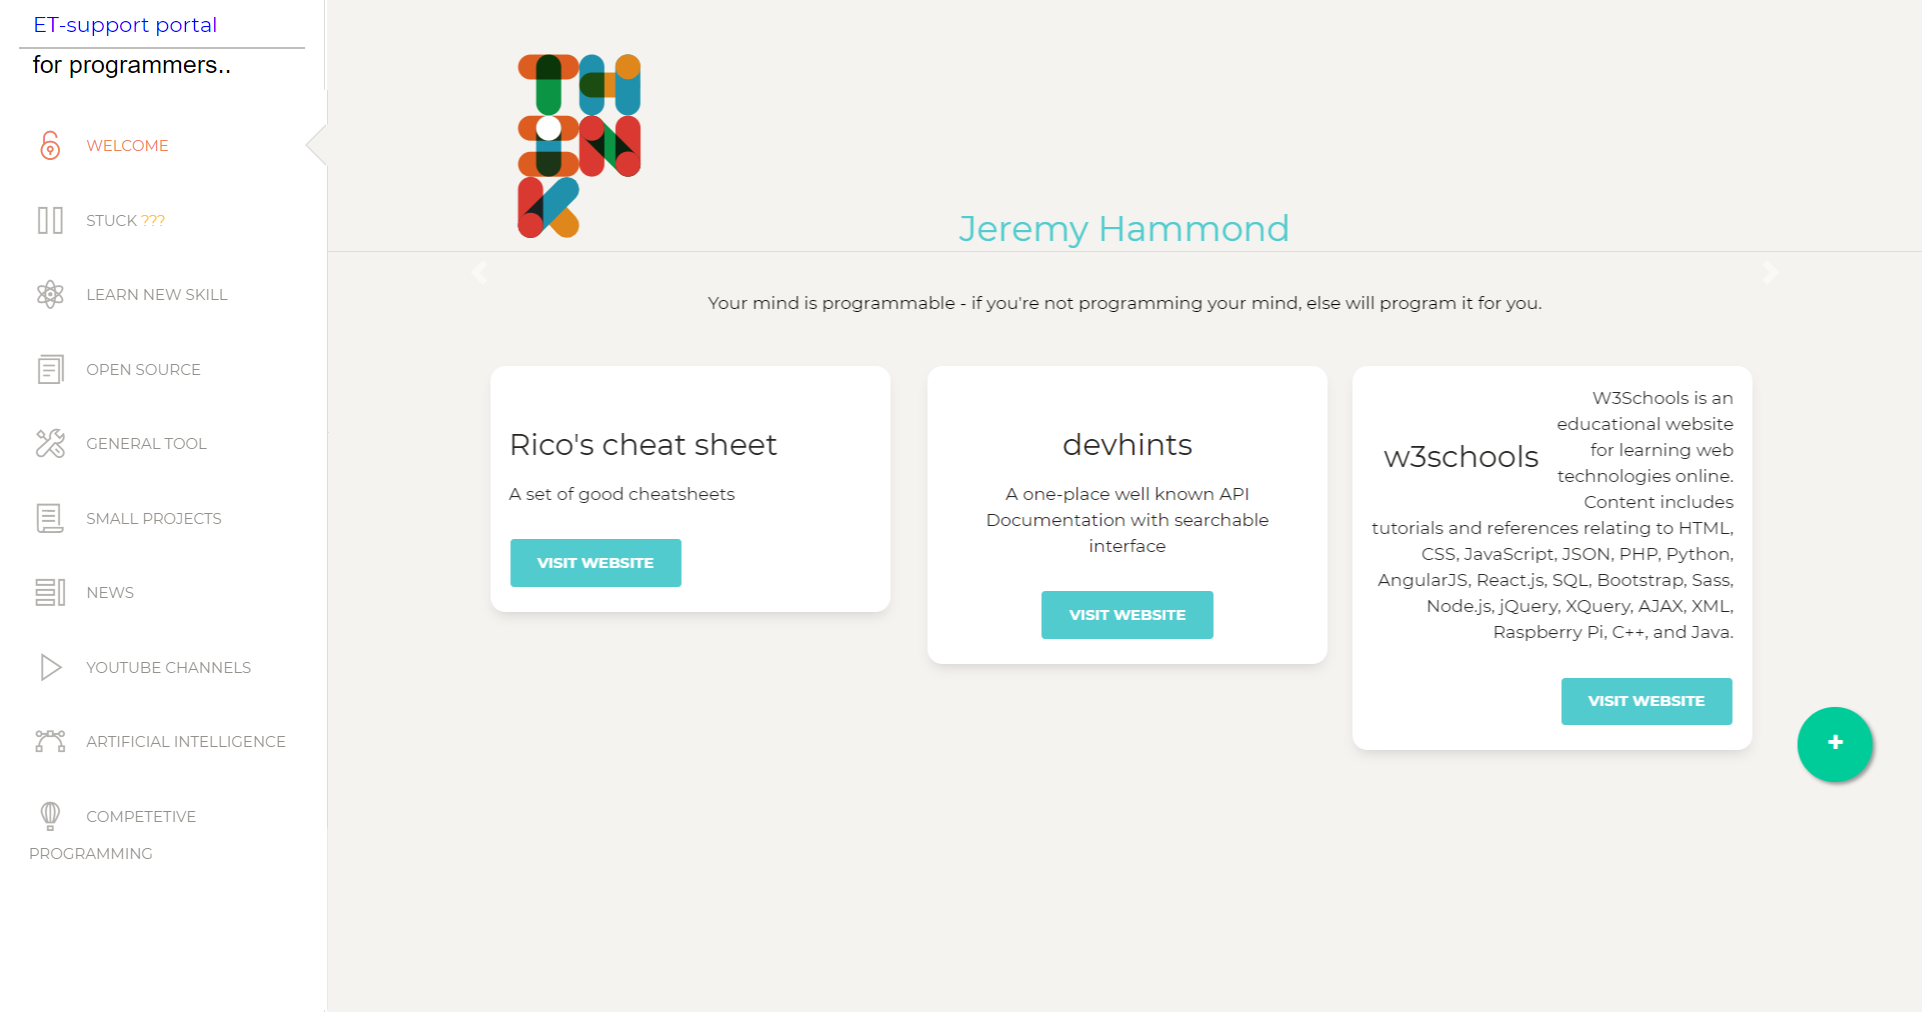 ET-support portal
for programmers..
WELCOME
STUCK ???
LEARN NEW SKILL
OPEN SOURCE
GENERAL TOOL
SMALL PROJECTS
NEWS
YOUTUBE CHANNELS
ARTIFICIAL INTELLIGENCE
COMPETETIVE
PROGRAMMING
TH
IN
K
Jeremy Hammond
Your mind is programmable - if you're not programming your mind, else will program it for you.
Rico's cheat sheet
A set of good cheatsheets
VISIT WEBSITE
devhints
A one-place well known API
Documentation with searchable
interface
VISIT WEBSITE
w3schools
W3Schools is an
educational website
for learning web
technologies online.
Content includes
tutorials and references relating to HTML,
CSS, JavaScript, JSON, PHP, Python,
AngularJS, React.js, SQL, Bootstrap, Sass,
Node.js, jQuery, XQuery, AJAX, XML,
Raspberry Pi, C++, and Java.
VISIT WEBSITE
+